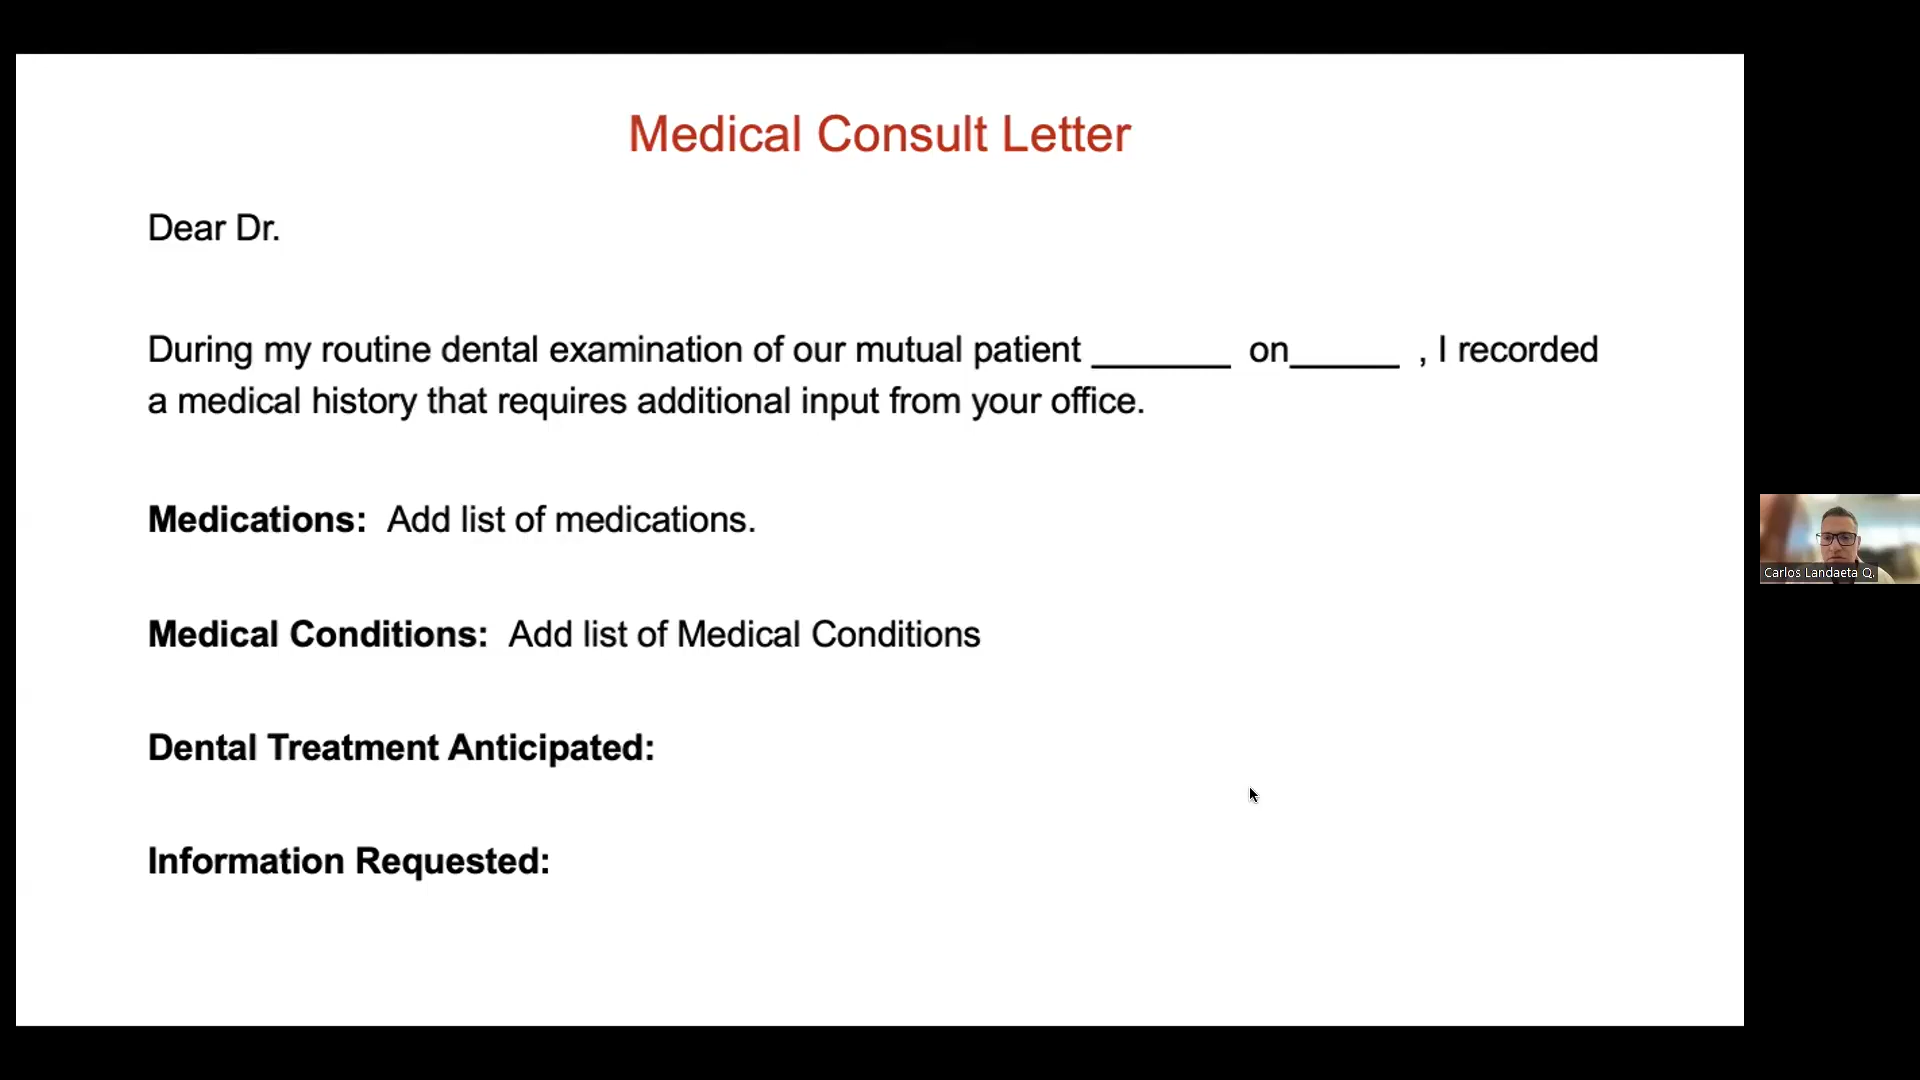 Medical Consult Letter
Dear Dr.
During my routine dental examination of our mutual patient _______ on______ , I recorded
a medical history that requires additional input from your office.
Medications: Add list of medications.
Medical Conditions: Add list of Medical Conditions
Dental Treatment Anticipated:
Information Requested:
Carlos Landaeta Q.